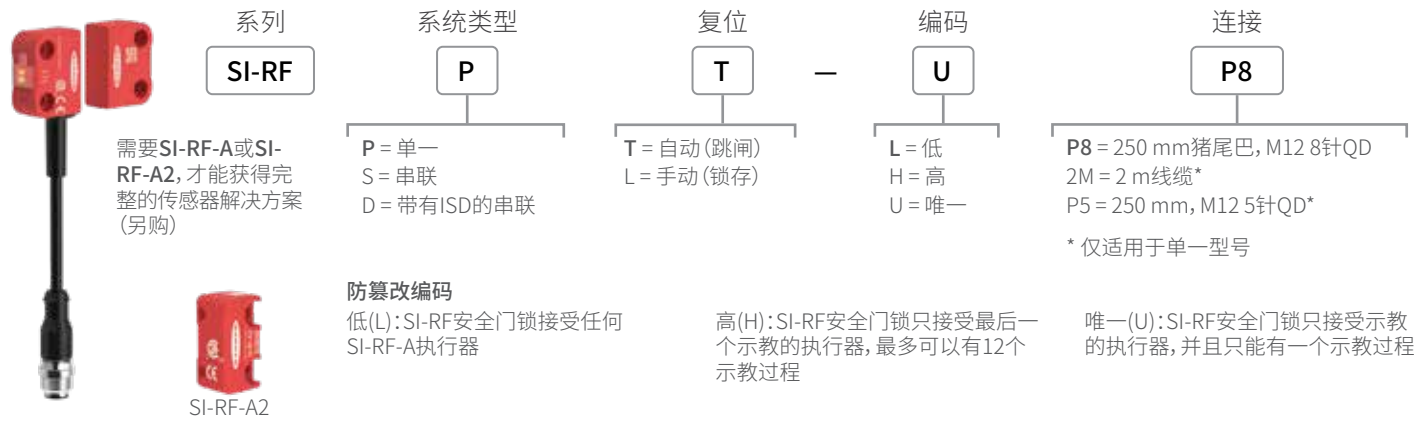 系列
系统类型
复位
编码
连接
SI-RF
P
T
–
U
P8
需要SI-RF-A或SI-
RF-A2，才能获得完
整的传感器解决方案
（另购）
P = 单一
S = 串联
D = 带有ISD的串联
T = 自动（跳闸）
L = 手动（锁存）
L = 低
H = 高
U = 唯一
P8 = 250 mm猪尾巴，M12 8针QD
2M = 2 m线缆*
P5 = 250 mm，M12 5针QD*
* 仅适用于单一型号
防篡改编码
低(L)：SI-RF安全门锁接受任何
SI-RF-A执行器
高(H)：SI-RF安全门锁只接受最后一
个示教的执行器，最多可以有12个
示教过程
唯一(U)：SI-RF安全门锁只接受示教
的执行器，并且只能有一个示教过程
SI-RF-A2